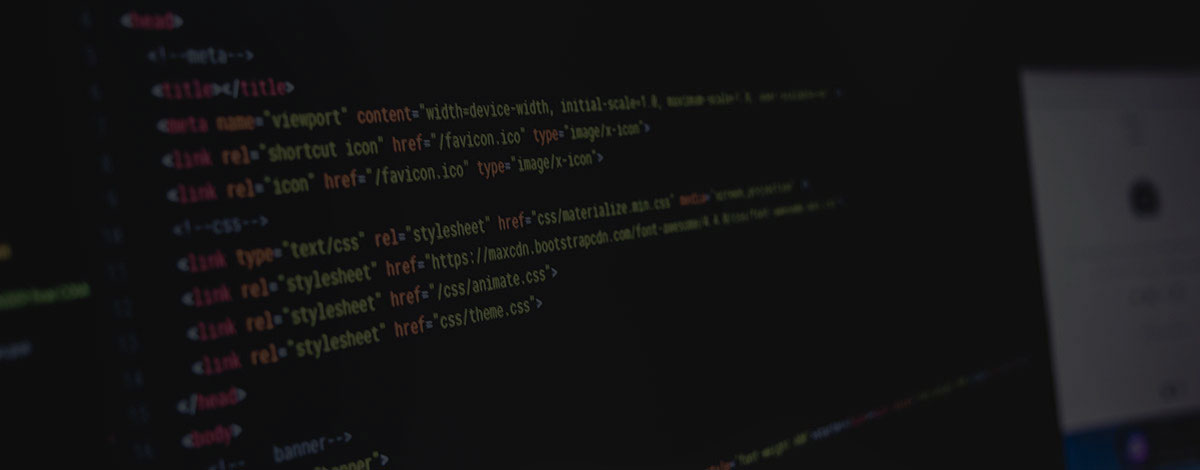 <head>
<!--meta-->
<title></title>
<meta name="viewport" content="width=device-width, initial-scale=1.0, maximum-scale=1.0,
<link rel="shortcut icon" href="/favicon.ico" type="image/x-icon">
<link rel="icon" href="/favicon.ico" type="image/x-icon">
<!--css-->
<link type="text/css" rel="stylesheet" href="css/materialize.min.css" media="screen,projection"
<link rel="stylesheet" href="https://maxcdn.bootstrapcdn.com/font-awesome/
<link rel="stylesheet" href="/css/animate.css">
<link rel="stylesheet" href="css/theme.css">
</head>
<body>
<!-- banner-->